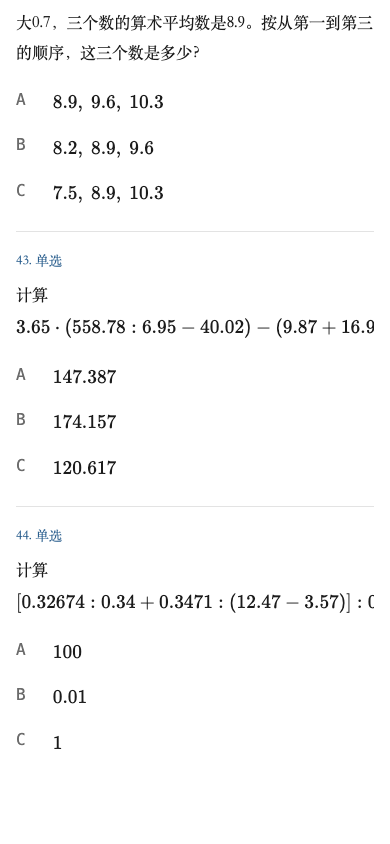 大0.7，三个数的算术平均数是8.9。按从第一到第三
的顺序，这三个数是多少?
A 8.9, 9.6, 10.3
B 8.2, 8.9, 9.6
C 7.5, 8.9, 10.3
43. 单选
计算
3.65 · (558.78 : 6.95 − 40.02) − (9.87 + 16.9
A 147.387
B 174.157
C 120.617
44. 单选
计算
[0.32674 : 0.34 + 0.3471 : (12.47 − 3.57)] : 0
A 100
B 0.01
C 1